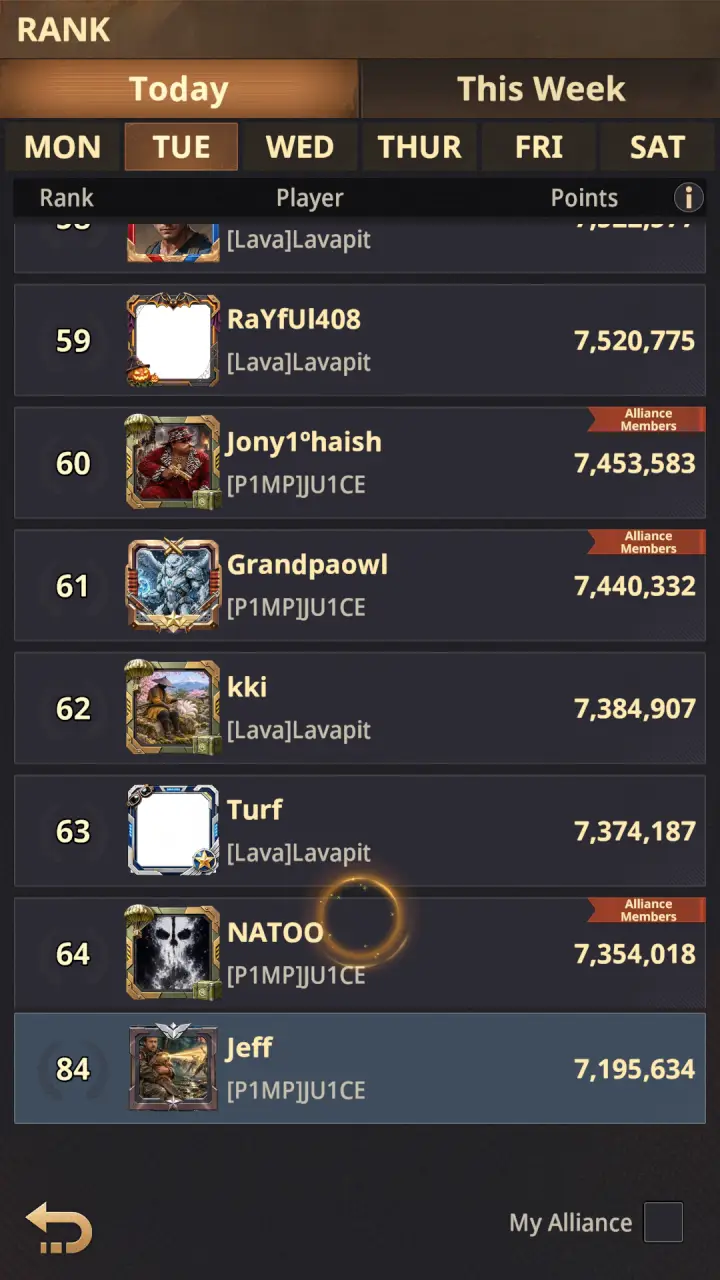 RANK
Today
This Week
MON
TUE
WED
THUR
FRI
SAT
Rank
Player
Points
[Lava]Lavapit
59
RaYfUl408
[Lava]Lavapit
7,520,775
Alliance
Members
60
Jony1ºhaish
[P1MP]JU1CE
7,453,583
Alliance
Members
61
Grandpaowl
[P1MP]JU1CE
7,440,332
62
kki
[Lava]Lavapit
7,384,907
63
Turf
[Lava]Lavapit
7,374,187
Alliance
Members
64
NATOO
[P1MP]JU1CE
7,354,018
84
Jeff
[P1MP]JU1CE
7,195,634
My Alliance